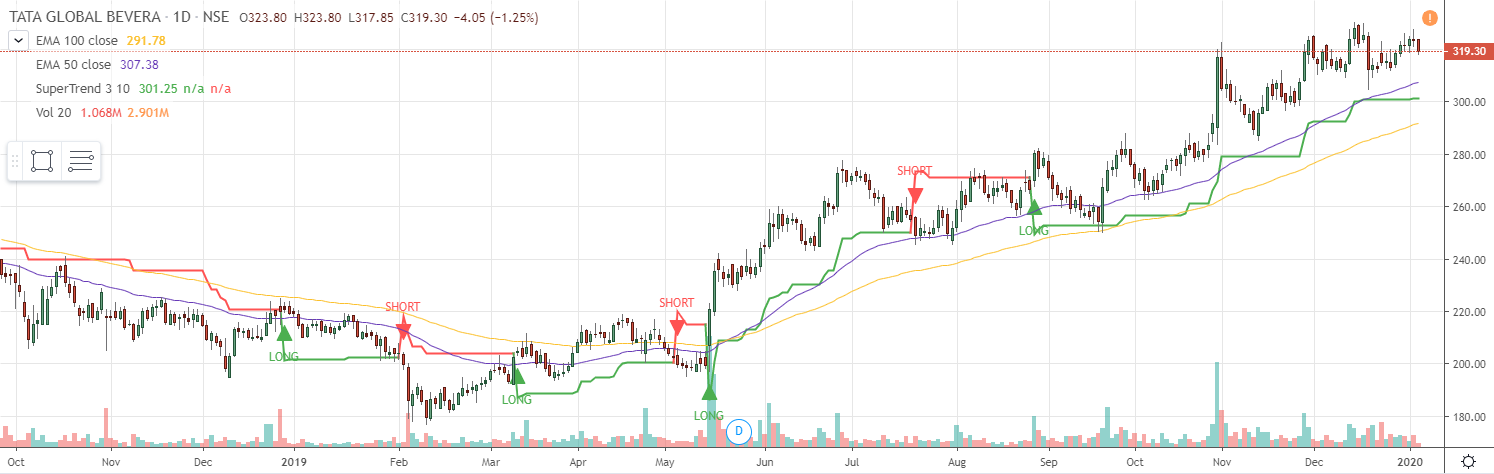 TATA GLOBAL BEVERA · 1D · NSE O323.80 H323.80 L317.85 C319.30 −4.05 (−1.25%)
EMA 100 close 291.78
EMA 50 close 307.38
SuperTrend 3 10 301.25 n/a n/a
Vol 20 1.068M 2.901M
!
319.30
300.00
280.00
SHORT
260.00
LONG
240.00
220.00
SHORT
SHORT
LONG
200.00
LONG
LONG
180.00
D
Oct Nov Dec 2019 Feb Mar Apr May Jun Jul Aug Sep Oct Nov Dec 2020